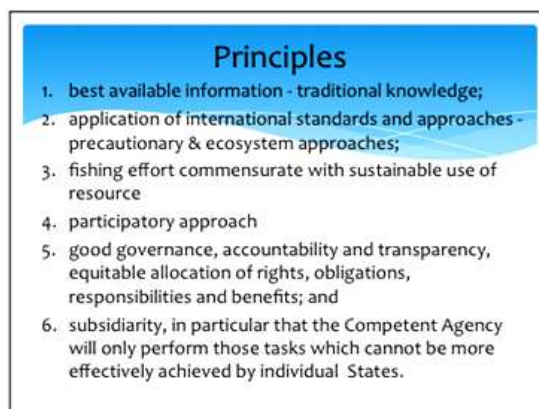 Principles
1. best available information - traditional knowledge;
2. application of international standards and approaches -
precautionary & ecosystem approaches;
3. fishing effort commensurate with sustainable use of
resource
4. participatory approach
5. good governance, accountability and transparency,
equitable allocation of rights, obligations,
responsibilities and benefits; and
6. subsidiarity, in particular that the Competent Agency
will only perform those tasks which cannot be more
effectively achieved by individual States.